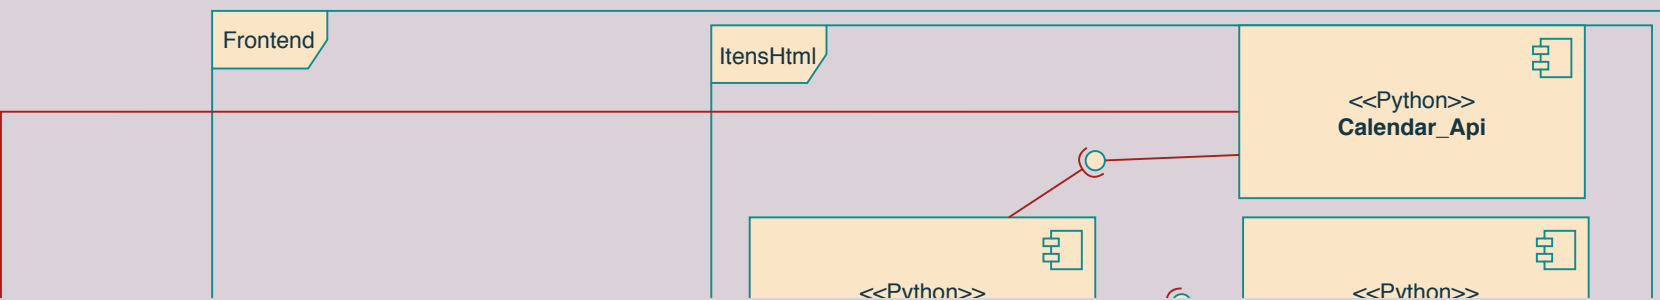 Frontend
ItensHtml
<<Python>>
Calendar_Api
<<Python>>
<<Python>>